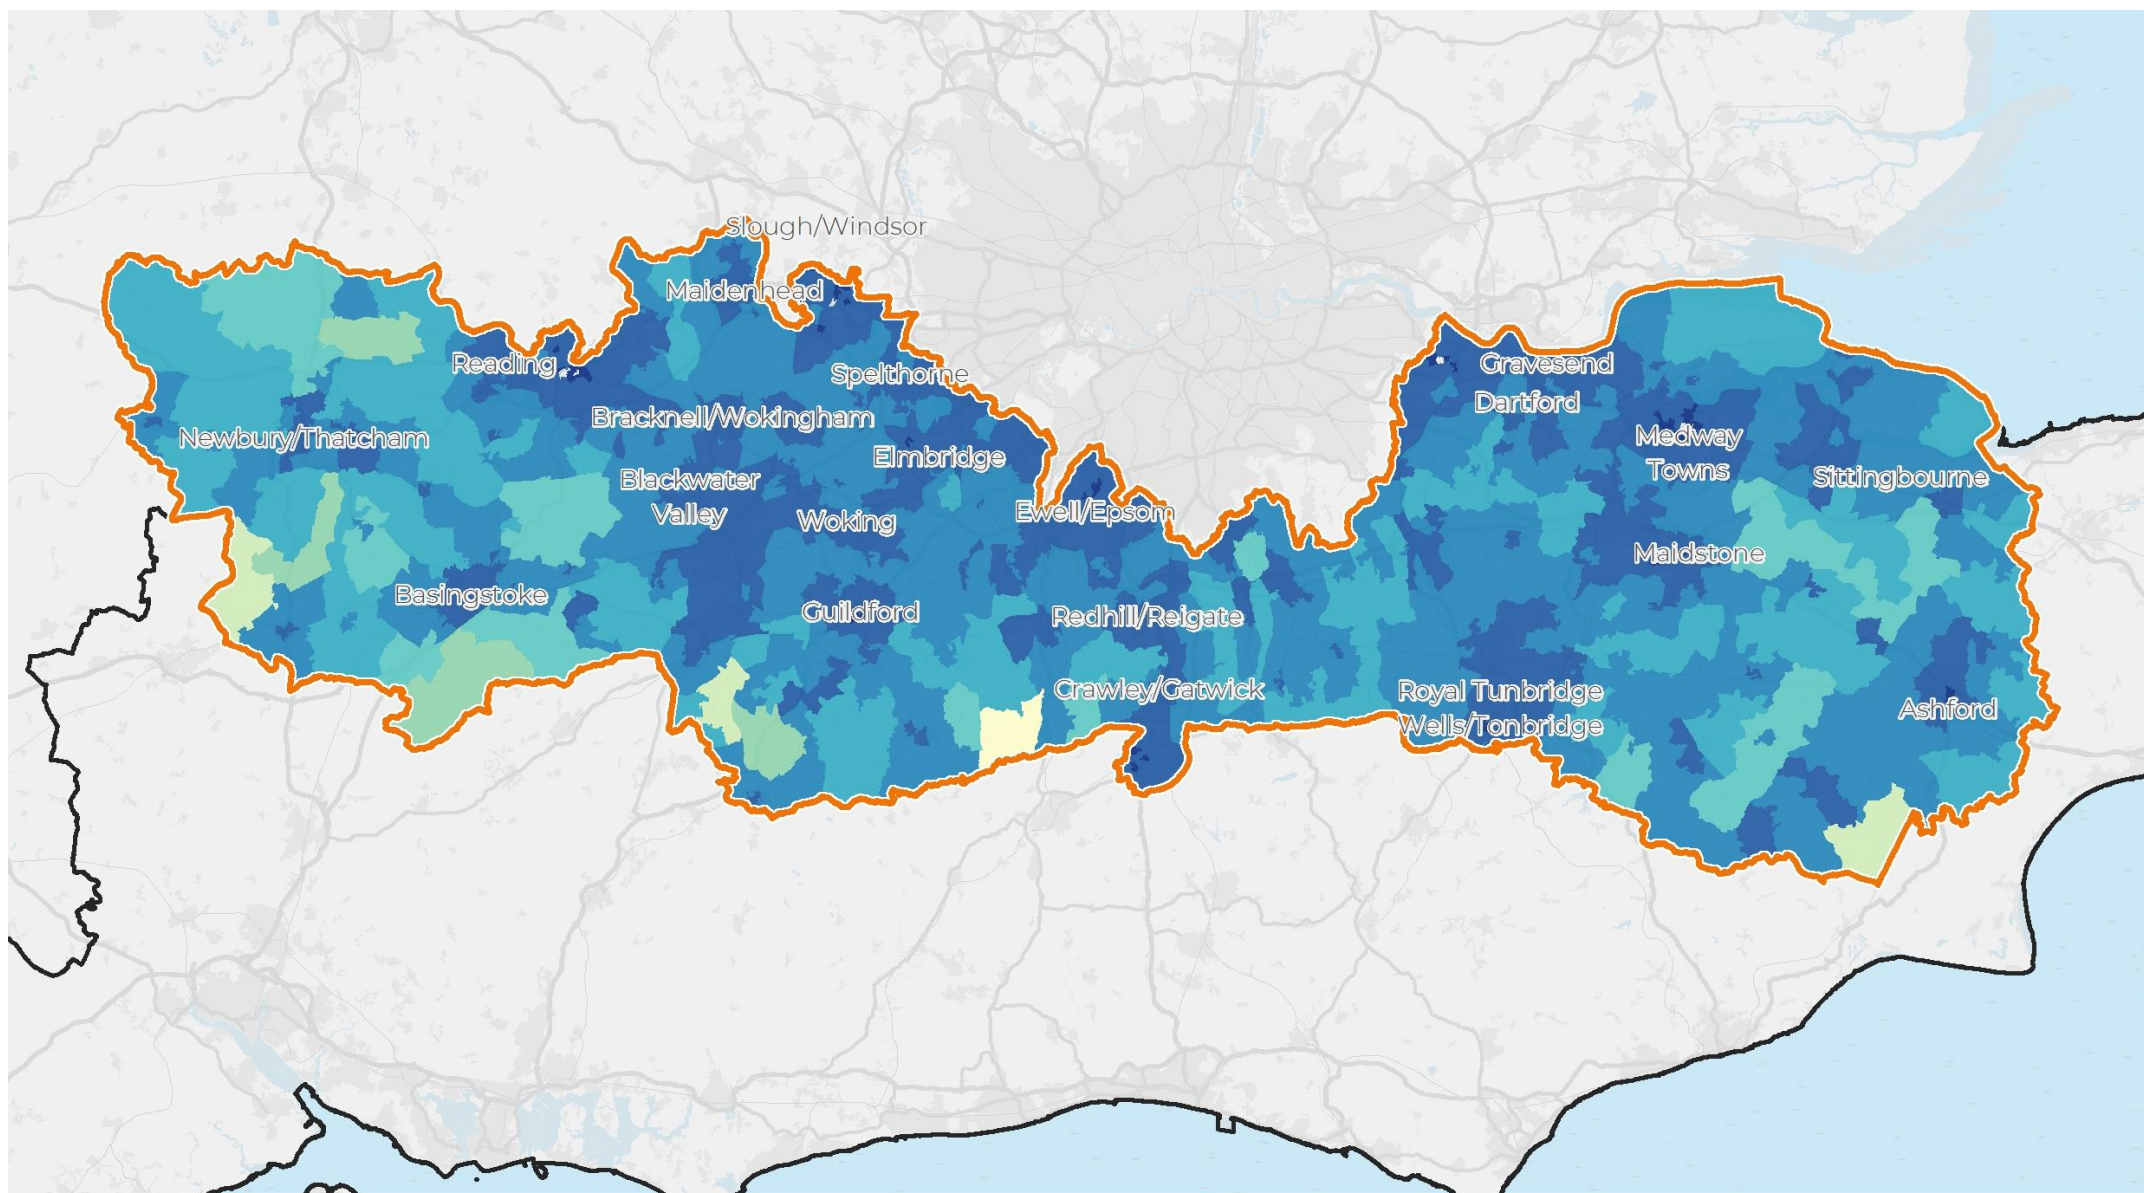 Slough/Windsor
Maidenhead
Reading
Spelthorne
Gravesend
Dartford
Bracknell/Wokingham
Newbury/Thatcham
Medway
Towns
Elmbridge
Blackwater
Valley
Sittingbourne
Ewell/Epsom
Woking
Maidstone
Basingstoke
Guildford
Redhill/Reigate
Crawley/Gatwick
Royal Tunbridge
Wells/Tonbridge
Ashford